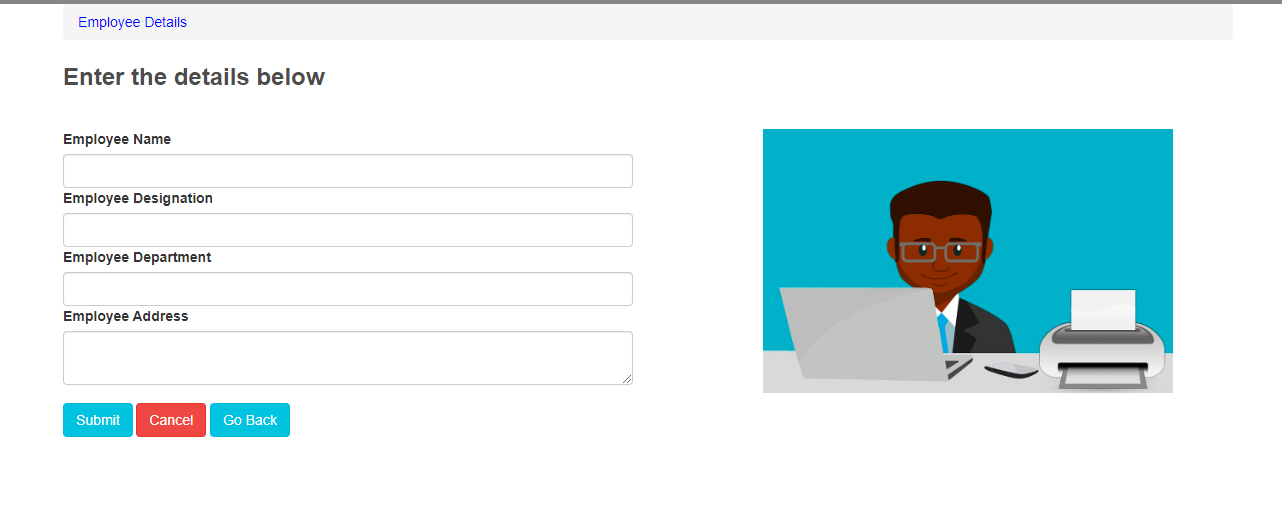 Employee Details
Enter the details below
Employee Name
Employee Designation
Employee Department
Employee Address
Submit Cancel Go Back